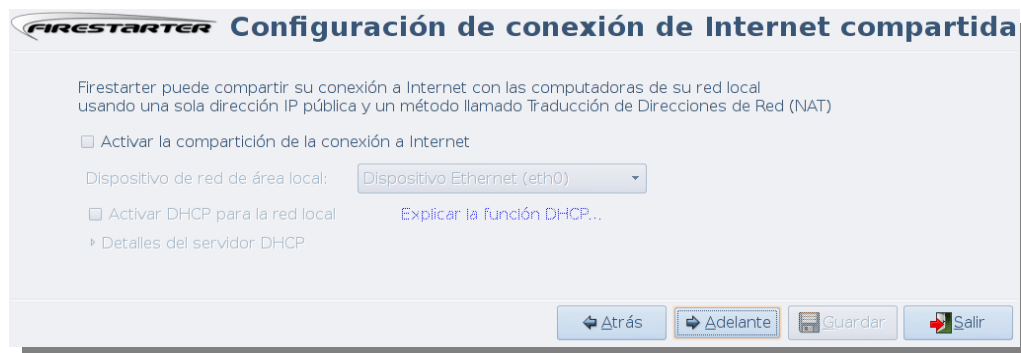 FIRESTARTER Configuración de conexión de Internet compartida
Firestarter puede compartir su conexión a Internet con las computadoras de su red local
usando una sola dirección IP pública y un método llamado Traducción de Direcciones de Red (NAT)
Activar la compartición de la conexión a Internet
Dispositivo de red de área local: Dispositivo Ethernet (eth0)
Activar DHCP para la red local Explicar la función DHCP...
Detalles del servidor DHCP
Atrás Adelante Guardar Salir